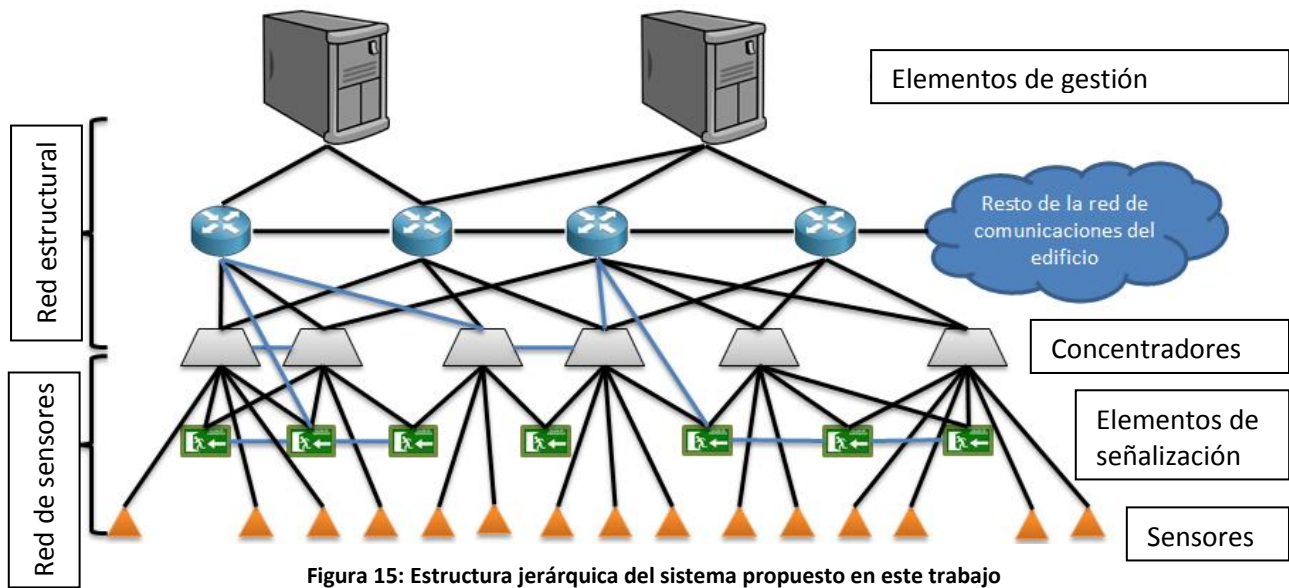 Elementos de gestión
Red estructural
Resto de la red de
comunicaciones del
edificio
Concentradores
Red de sensores
Elementos de
señalización
Sensores
Figura 15: Estructura jerárquica del sistema propuesto en este trabajo